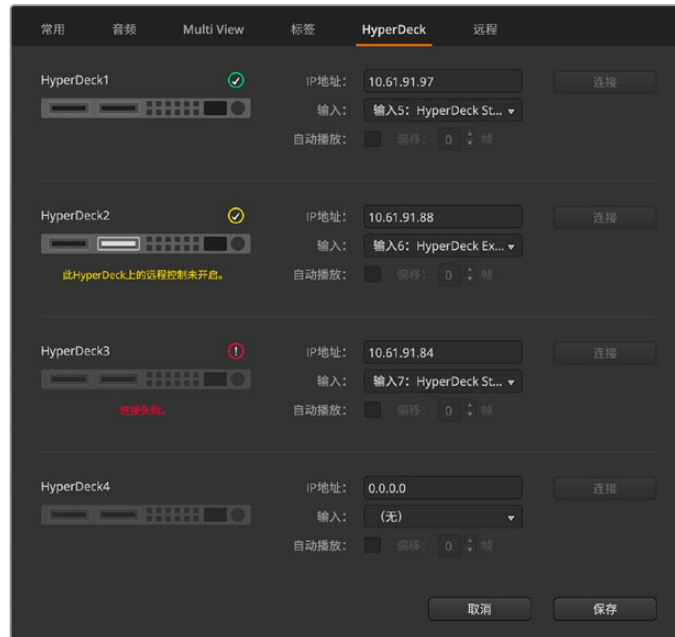 常用 音频 Multi View 标签 HyperDeck 远程
HyperDeck1 IP地址： 10.61.91.97 连接
输入： 输入5：HyperDeck St...
自动播放： 偏移： 0 帧
HyperDeck2 IP地址： 10.61.91.88 连接
输入： 输入6：HyperDeck Ex...
此HyperDeck上的远程控制未开启。 自动播放： 偏移： 0 帧
HyperDeck3 IP地址： 10.61.91.84 连接
输入： 输入7：HyperDeck St...
连接失败。 自动播放： 偏移： 0 帧
HyperDeck4 IP地址： 0.0.0.0 连接
输入： （无）
自动播放： 偏移： 0 帧
取消 保存